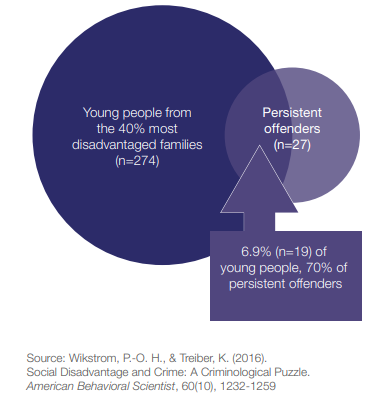 Young people from
the 40% most
disadvantaged families
(n=274)
Persistent
offenders
(n=27)
6.9% (n=19) of
young people, 70% of
persistent offenders
Source: Wikstrom, P.-O. H., & Treiber, K. (2016).
Social Disadvantage and Crime: A Criminological Puzzle.
American Behavioral Scientist, 60(10), 1232-1259